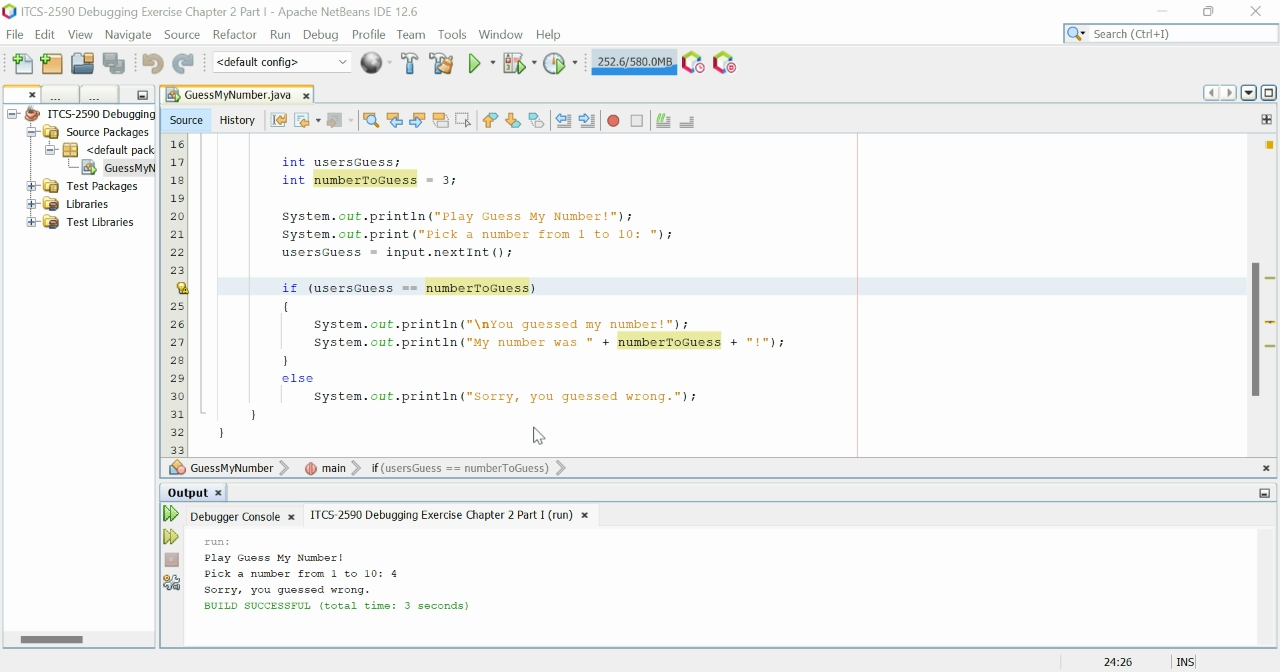 ITCS-2590 Debugging Exercise Chapter 2 Part I - Apache NetBeans IDE 12.6
File Edit View Navigate Source Refactor Run Debug Profile Team Tools Window Help
Search (Ctrl+I)
<default config>
252.6/580.0MB
... ...
GuessMyNumber.java
ITCS-2590 Debugging
Source Packages
<default pack
GuessMyN
Test Packages
Libraries
Test Libraries
Source History
16
17 int usersGuess;
18 int numberToGuess = 3;
19
20 System.out.println("Play Guess My Number!");
21 System.out.print("Pick a number from 1 to 10: ");
22 usersGuess = input.nextInt();
23
if (usersGuess == numberToGuess)
25 {
26 System.out.println("\nYou guessed my number!");
27 System.out.println("My number was " + numberToGuess + "!");
28 }
29 else
30 System.out.println("Sorry, you guessed wrong.");
31 }
32 }
33
GuessMyNumber main if (usersGuess == numberToGuess)
Output
Debugger Console ITCS-2590 Debugging Exercise Chapter 2 Part I (run)
run:
Play Guess My Number!
Pick a number from 1 to 10: 4
Sorry, you guessed wrong.
BUILD SUCCESSFUL (total time: 3 seconds)
24:26 INS